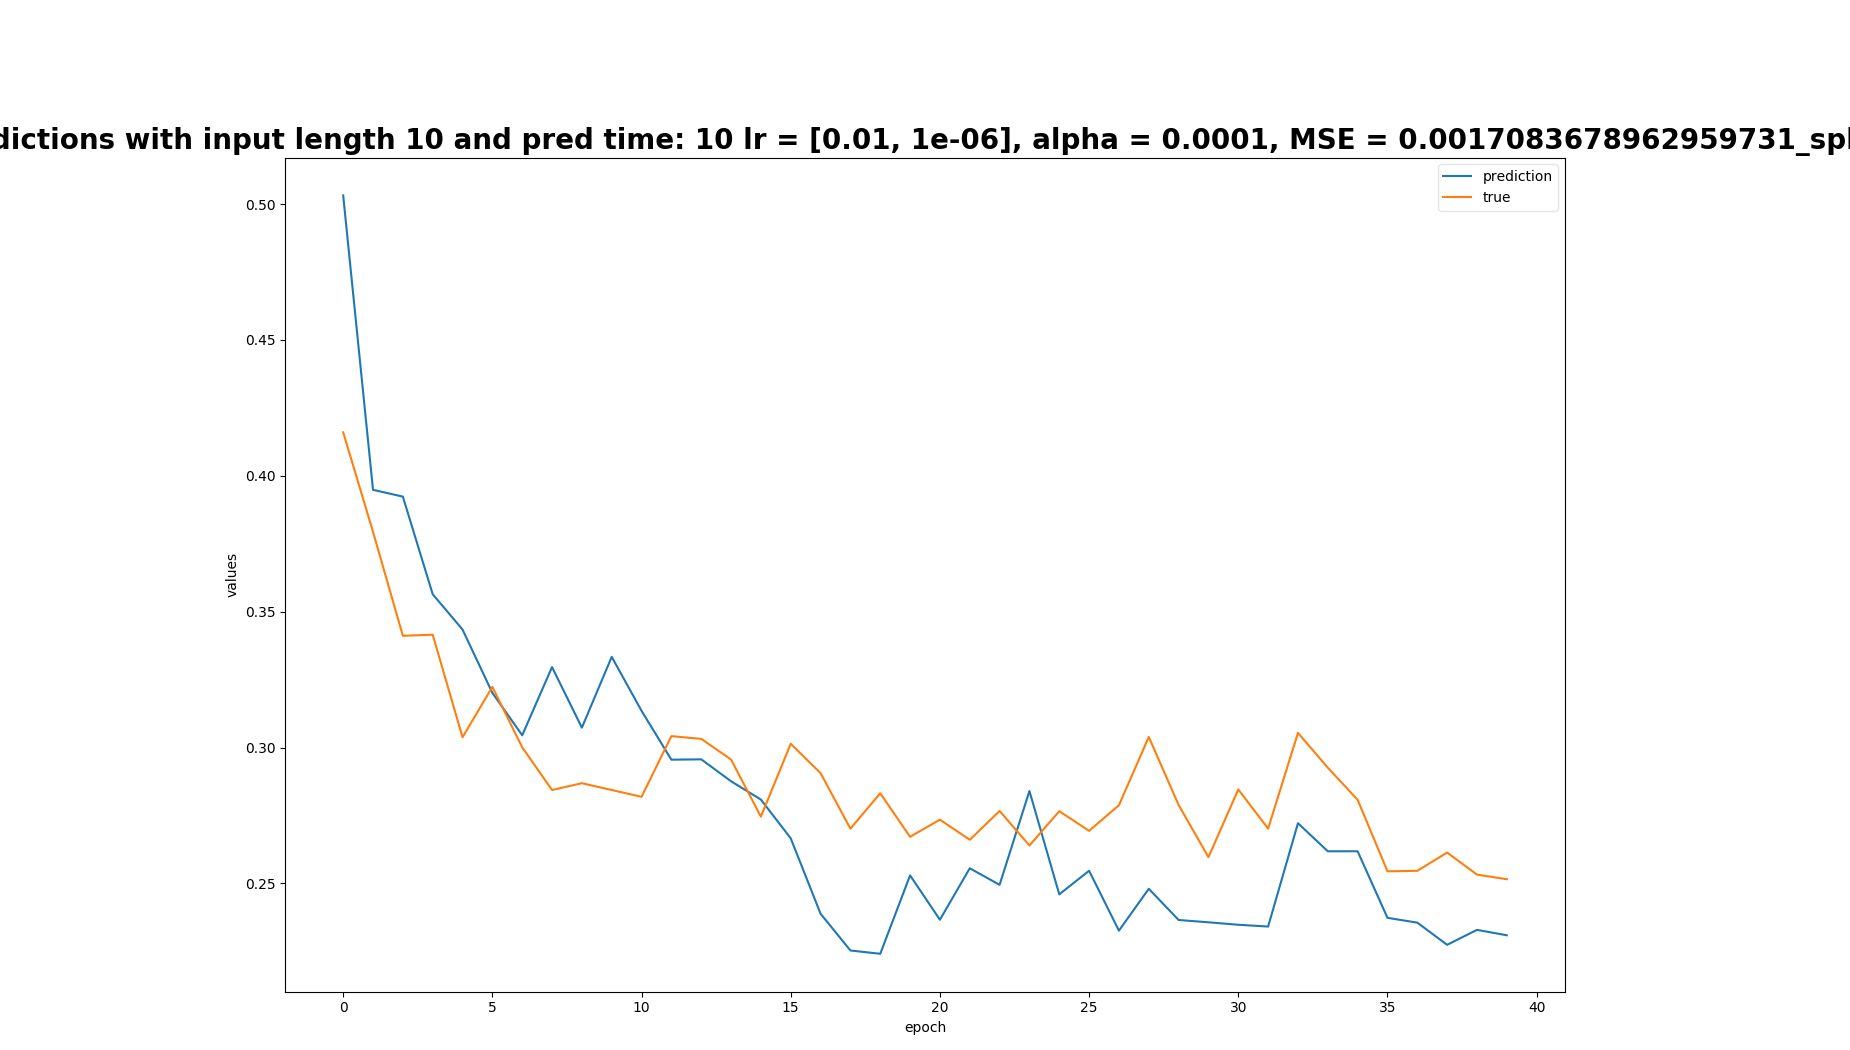 dictions with input length 10 and pred time: 10 lr = [0.01, 1e-06], alpha = 0.0001, MSE = 0.0017083678962959731_spl
prediction
true
0.50
0.45
0.40
0.35
0.30
0.25
values
0 5 10 15 20 25 30 35 40
epoch